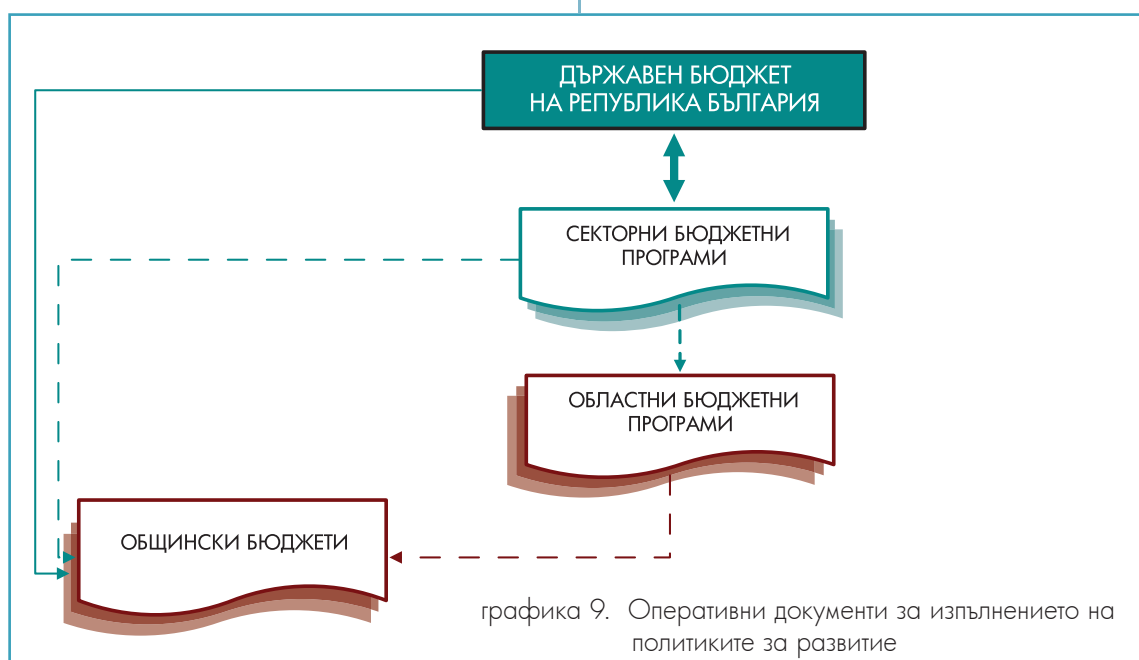 ДЪРЖАВЕН БЮДЖЕТ
НА РЕПУБЛИКА БЪЛГАРИЯ
СЕКТОРНИ БЮДЖЕТНИ
ПРОГРАМИ
ОБЛАСТНИ БЮДЖЕТНИ
ПРОГРАМИ
ОБЩИНСКИ БЮДЖЕТИ
графика 9. Оперативни документи за изпълнението на
политиките за развитие